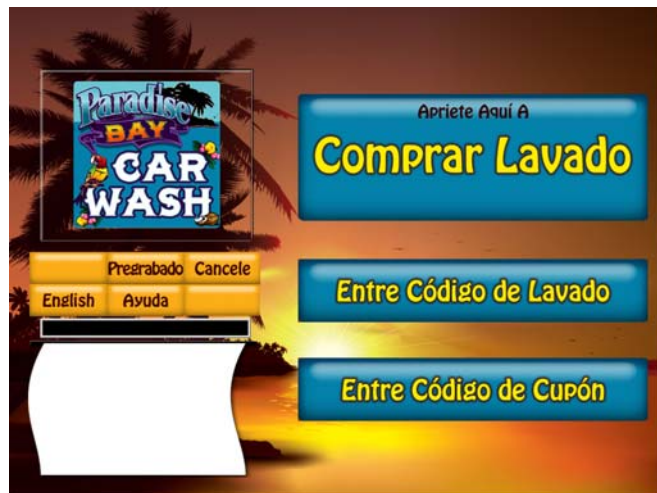 Paradise
BAY
CAR
WASH
Pregrabado Cancele
English Ayuda
Apriete Aquí A
Comprar Lavado
Entre Código de Lavado
Entre Código de Cupón